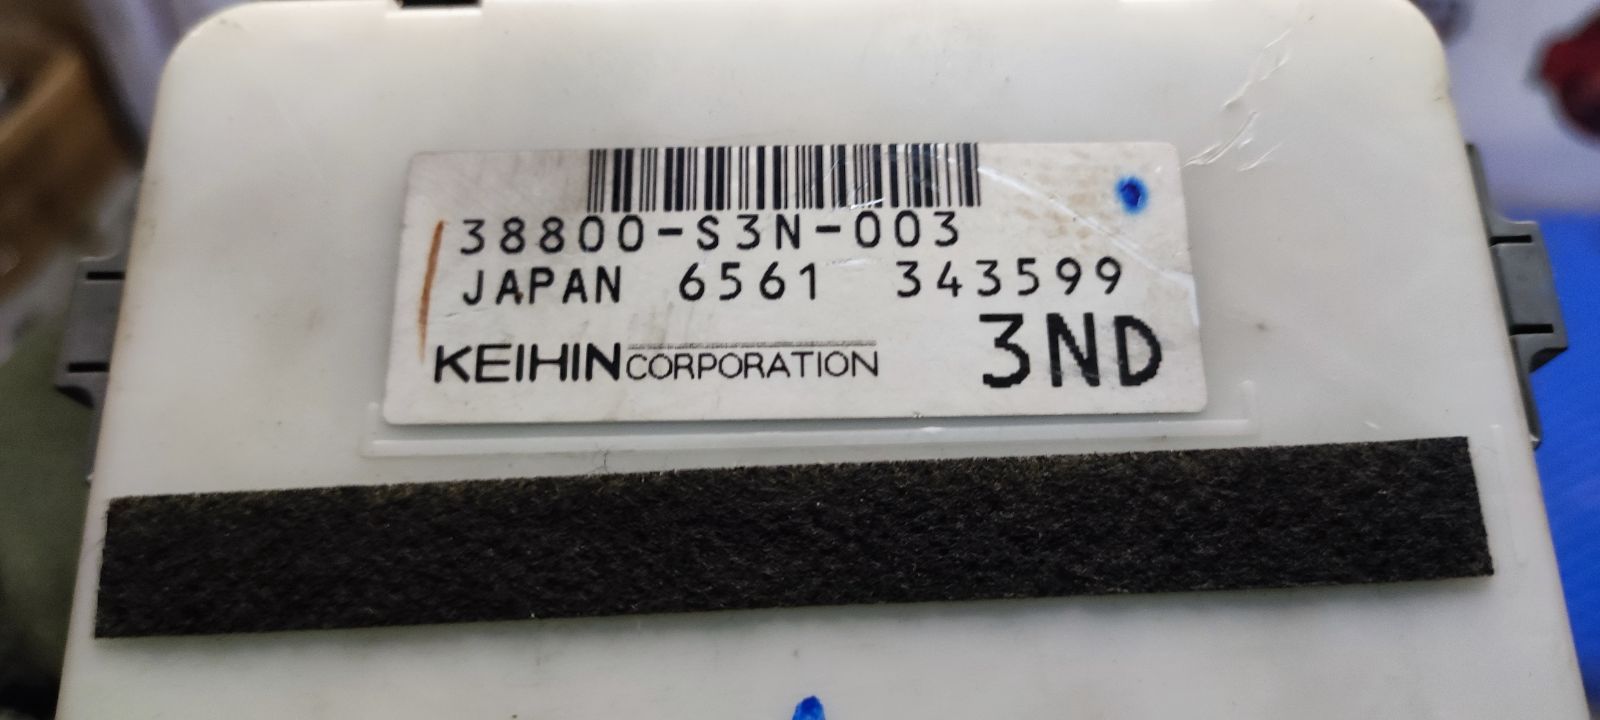 38800-S3N-003
JAPAN 6561 343599
KEIHIN CORPORATION 3ND